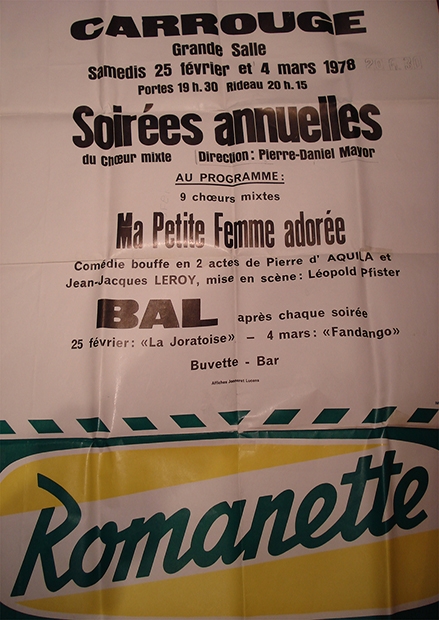 CARROUGE
Grande Salle
Samedis 25 février et 4 mars 1978
Portes 19 h. 30 Rideau 20 h. 15
Soirées annuelles
du Chœur mixte Direction: Pierre-Daniel Mayor
AU PROGRAMME:
9 chœurs mixtes
Ma Petite Femme adorée
Comédie bouffe en 2 actes de Pierre d' AQUILA et
Jean-Jacques LEROY, mise en scène: Léopold Pfister
BAL après chaque soirée
25 février: «La Joratoise» – 4 mars: «Fandango»
Buvette - Bar
Affiches Jeanneret Lucens
Romanette